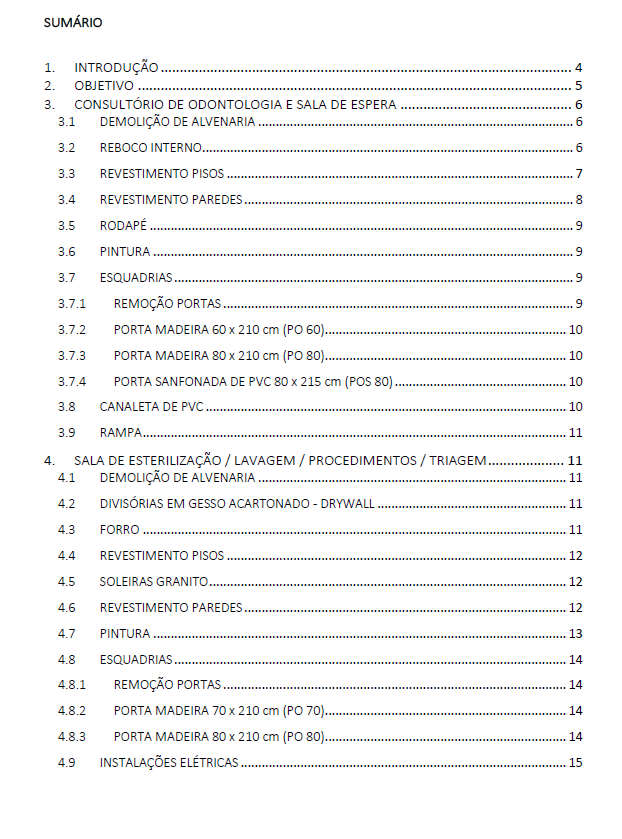 SUMÁRIO
1. INTRODUÇÃO ........................................................................................................... 4
2. OBJETIVO ................................................................................................................. 5
3. CONSULTÓRIO DE ODONTOLOGIA E SALA DE ESPERA ............................................. 6
3.1 DEMOLIÇÃO DE ALVENARIA .......................................................................................... 6
3.2 REBOCO INTERNO.......................................................................................................... 6
3.3 REVESTIMENTO PISOS ................................................................................................... 7
3.4 REVESTIMENTO PAREDES .............................................................................................. 8
3.5 RODAPÉ ......................................................................................................................... 9
3.6 PINTURA ........................................................................................................................ 9
3.7 ESQUADRIAS .................................................................................................................. 9
3.7.1 REMOÇÃO PORTAS .................................................................................................... 9
3.7.2 PORTA MADEIRA 60 x 210 cm (PO 60)..................................................................... 10
3.7.3 PORTA MADEIRA 80 x 210 cm (PO 80)..................................................................... 10
3.7.4 PORTA SANFONADA DE PVC 80 x 215 cm (POS 80) ................................................. 10
3.8 CANALETA DE PVC ....................................................................................................... 10
3.9 RAMPA......................................................................................................................... 11
4. SALA DE ESTERILIZAÇÃO / LAVAGEM / PROCEDIMENTOS / TRIAGEM.................... 11
4.1 DEMOLIÇÃO DE ALVENARIA ........................................................................................ 11
4.2 DIVISÓRIAS EM GESSO ACARTONADO - DRYWALL ...................................................... 11
4.3 FORRO ......................................................................................................................... 11
4.4 REVESTIMENTO PISOS ................................................................................................. 12
4.5 SOLEIRAS GRANITO...................................................................................................... 12
4.6 REVESTIMENTO PAREDES ............................................................................................ 12
4.7 PINTURA ...................................................................................................................... 13
4.8 ESQUADRIAS ................................................................................................................ 14
4.8.1 REMOÇÃO PORTAS .................................................................................................. 14
4.8.2 PORTA MADEIRA 70 x 210 cm (PO 70)..................................................................... 14
4.8.3 PORTA MADEIRA 80 x 210 cm (PO 80)..................................................................... 14
4.9 INSTALAÇÕES ELÉTRICAS ............................................................................................. 15